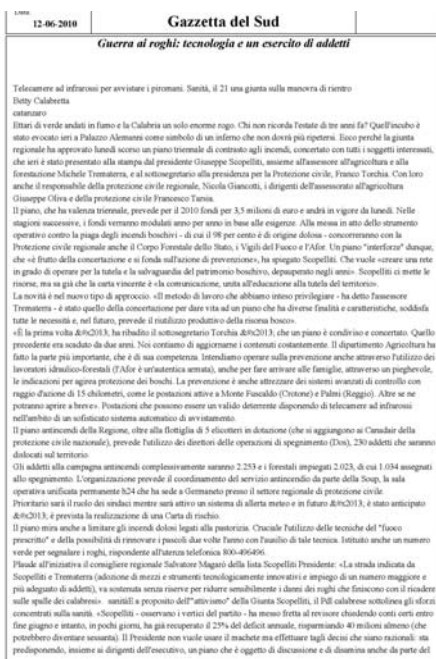 Data
12-06-2010
Gazzetta del Sud
Guerra ai roghi: tecnologia e un esercito di addetti
Telecamere ad infrarossi per avvistare i piromani. Sanità, il 21 una giunta sulla manovra di rientro
Betty Calabretta
catanzaro
Ettari di verde andati in fumo e la Calabria un solo enorme rogo. Chi non ricorda l'estate di tre anni fa? Quell'incubo è
stato evocato ieri a Palazzo Alemanni come simbolo di un inferno che non dovrà più ripetersi. Ecco perché la giunta
regionale ha approvato lunedì scorso un piano triennale di contrasto agli incendi, concertato con tutti i soggetti interessati,
che ieri è stato presentato alla stampa dal presidente Giuseppe Scopelliti, assieme all'assessore all'agricoltura e alla
forestazione Michele Trematerra, e al sottosegretario alla presidenza per la Protezione civile, Franco Torchia. Con loro
anche il responsabile della protezione civile regionale, Nicola Giancotti, i dirigenti dell'assessorato all'agricoltura
Giuseppe Oliva e della protezione civile Francesco Tarsia.
Il piano, che ha valenza triennale, prevede per il 2010 fondi per 3,5 milioni di euro e andrà in vigore da lunedì. Nelle
stagioni successive, i fondi verranno modulati anno per anno in base alle esigenze. Alla messa in atto dello strumento
operativo contro la piaga degli incendi boschivi - di cui il 98 per cento è di origine dolosa - concorreranno con la
Protezione civile regionale anche il Corpo Forestale dello Stato, i Vigili del Fuoco e l'Afor. Un piano "interforze" dunque,
che «è frutto della concertazione e si fonda sull'azione di prevenzione», ha spiegato Scopelliti. Che vuole «creare una rete
in grado di operare per la tutela e la salvaguardia del patrimonio boschivo, depauperato negli anni». Scopelliti ci mette le
risorse, ma sa già che la carta vincente è «la comunicazione, unita all'educazione alla tutela del territorio».
La novità è nel nuovo tipo di approccio. «Il metodo di lavoro che abbiamo inteso privilegiare - ha detto l'assessore
Trematerra - è stato quello della concertazione per dare vita ad un piano che ha diverse finalità e caratteristiche, soddisfa
tutte le necessità e, nel futuro, prevede il riutilizzo produttivo della risorsa bosco».
«È la prima volta &#x2013; ha ribadito il sottosegretario Torchia &#x2013; che un piano è condiviso e concertato. Quello
precedente era scaduto da due anni. Noi contiamo di aggiornarne i contenuti costantemente. Il dipartimento Agricoltura ha
fatto la parte più importante, che è di sua competenza. Intendiamo operare sulla prevenzione anche attraverso l'utilizzo dei
lavoratori idraulico-forestali (l'Afor è un'autentica armata), anche per fare arrivare alle famiglie, attraverso un pieghevole,
le indicazioni per agirea protezione dei boschi. La prevenzione è anche attrezzare dei sistemi avanzati di controllo con
raggio d'azione di 15 chilometri, come le postazioni attive a Monte Fuscaldo (Crotone) e Palmi (Reggio). Altre se ne
potranno aprire a breve». Postazioni che possono essere un valido deterrente disponendo di telecamere ad infrarossi
nell'ambito di un sofisticato sistema automatico di avvistamento.
Il piano antincendi della Regione, oltre alla flottiglia di 5 elicotteri in dotazione (che si aggiungono ai Canadair della
protezione civile nazionale), prevede l'utilizzo dei direttori delle operazioni di spegnimento (Dos), 230 addetti che saranno
dislocati sul territorio.
Gli addetti alla campagna antincendi complessivamente saranno 2.253 e i forestali impiegati 2.023, di cui 1.034 assegnati
allo spegnimento. L'organizzazione prevede il coordinamento del servizio antincendio da parte della Soup, la sala
operativa unificata permanente h24 che ha sede a Germaneto presso il settore regionale di protezione civile.
Prioritario sarà il ruolo dei sindaci mentre sarà attivo un sistema di allerta meteo e in futuro &#x2013; è stato anticipato
&#x2013; è prevista la realizzazione di una Carta di rischio.
Il piano mira anche a limitare gli incendi dolosi legati alla pastorizia. Cruciale l'utilizzo delle tecniche del "fuoco
prescritto" e della possibilità di rinnovare i pascoli due volte l'anno con l'ausilio di tale tecnica. Istituito anche un numero
verde per segnalare i roghi, rispondente all'utenza telefonica 800-496496.
Plaude all'iniziativa il consigliere regionale Salvatore Magarò della lista Scopelliti Presidente: «La strada indicata da
Scopelliti e Trematerra (adozione di mezzi e strumenti tecnologicamente innovativi e impiego di un numero maggiore e
più adeguato di addetti), va sostenuta senza riserve per ridurre sensibilmente i danni dei roghi che finiscono con il ricadere
sulle spalle dei calabresi» sanitàE a proposito dell'"attivismo" della Giunta Scopelliti, il Pdl calabrese sottolinea gli sforzi
concentrati sulla sanità. «Scopelliti - osservano i vertici del partito - ha messo fretta al revisore chiedendo conti certi entro
fine giugno e intanto, in pochi giorni, ha già recuperato il 25% del deficit annuale, risparmiando 40 milioni almeno (che
potrebbero diventare sessanta). Il Presidente non vuole usare il machete ma effettuare tagli decisi che siano razionali: sta
predisponendo, insieme ai dirigenti dell'esecutivo, un piano che è oggetto di discussione e di disamina anche da parte del